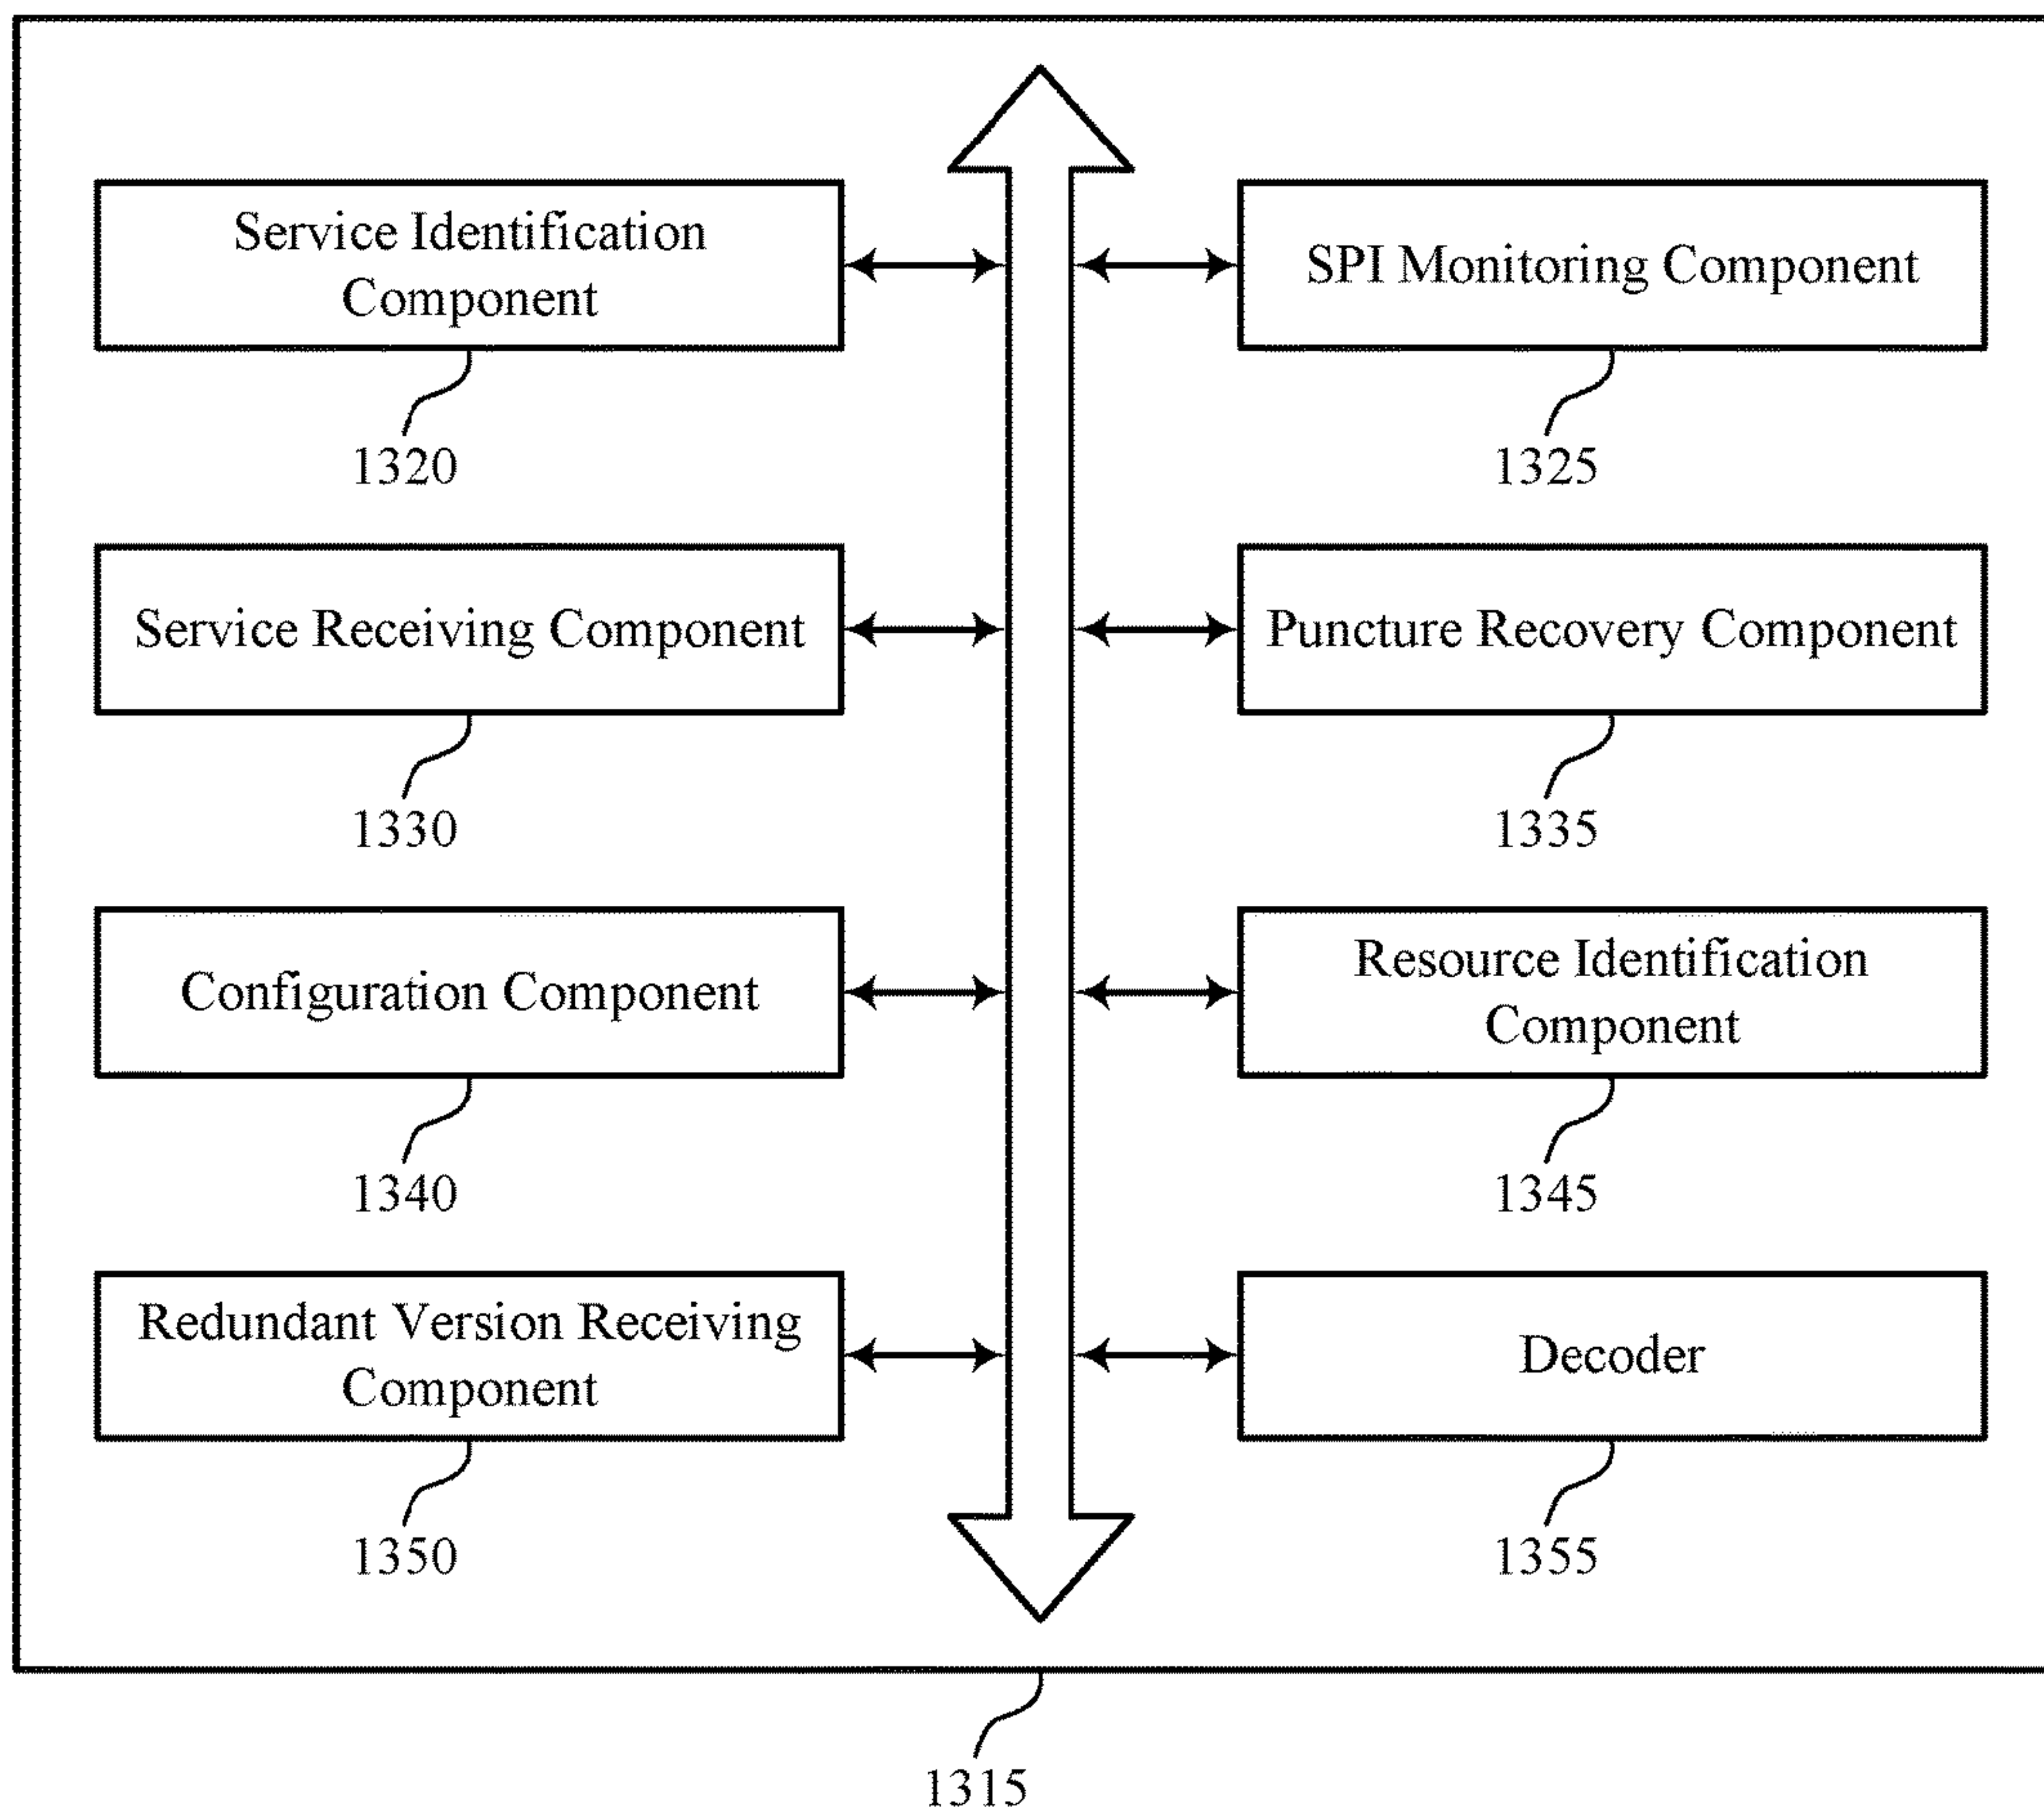 Service Identification
Component
1320
SPI Monitoring Component
1325
Service Receiving Component
1330
Puncture Recovery Component
1335
Configuration Component
1340
Resource Identification
Component
1345
Redundant Version Receiving
Component
1350
Decoder
1355
1315